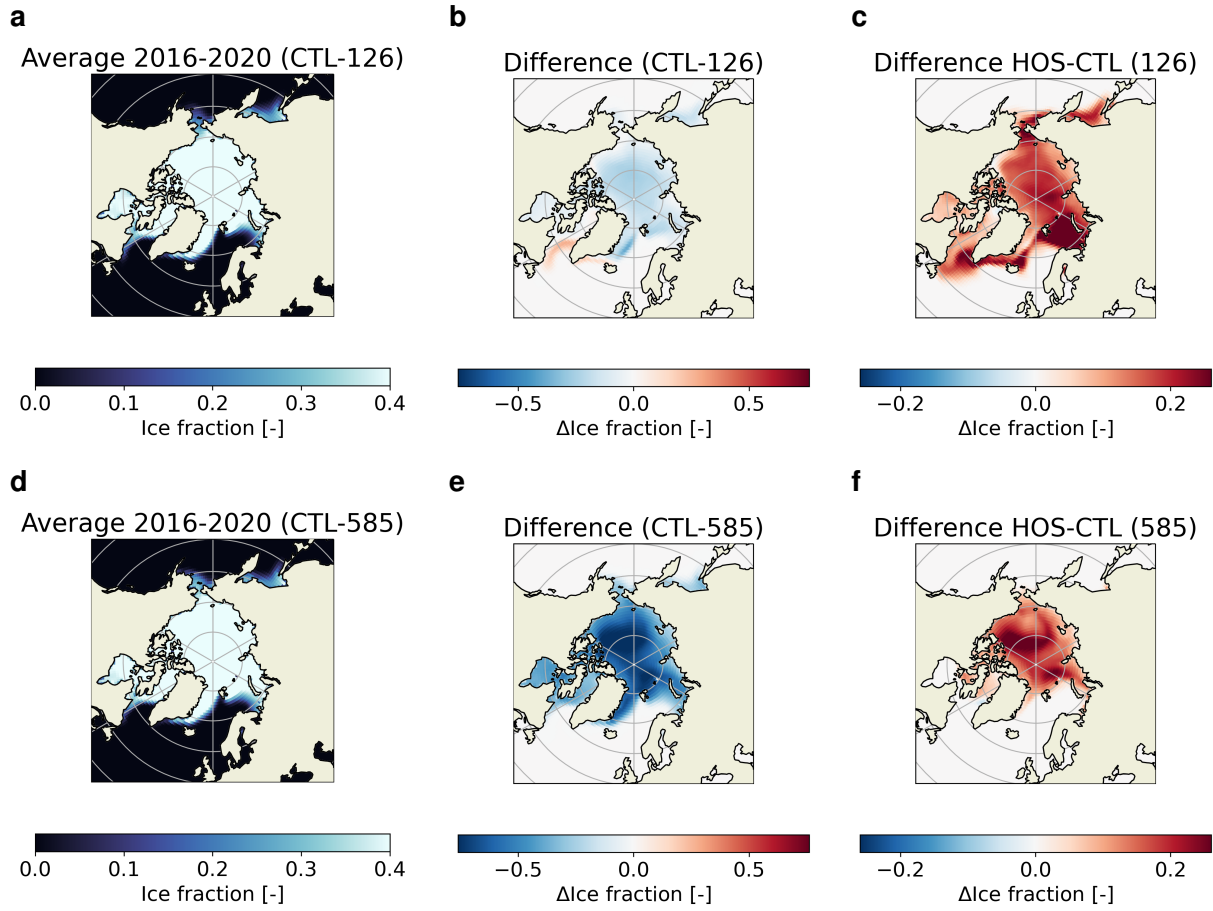 a
Average 2016-2020 (CTL-126)
0.0 0.1 0.2 0.3 0.4
Ice fraction [-]
b
Difference (CTL-126)
−0.5 0.0 0.5
ΔIce fraction [-]
c
Difference HOS-CTL (126)
−0.2 0.0 0.2
ΔIce fraction [-]
d
Average 2016-2020 (CTL-585)
0.0 0.1 0.2 0.3 0.4
Ice fraction [-]
e
Difference (CTL-585)
−0.5 0.0 0.5
ΔIce fraction [-]
f
Difference HOS-CTL (585)
−0.2 0.0 0.2
ΔIce fraction [-]